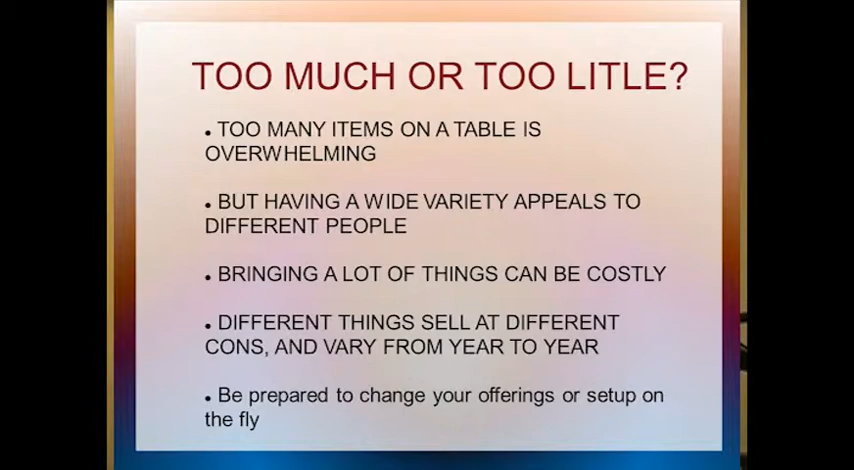 TOO MUCH OR TOO LITLE?
• TOO MANY ITEMS ON A TABLE IS
OVERWHELMING
• BUT HAVING A WIDE VARIETY APPEALS TO
DIFFERENT PEOPLE
• BRINGING A LOT OF THINGS CAN BE COSTLY
• DIFFERENT THINGS SELL AT DIFFERENT
CONS, AND VARY FROM YEAR TO YEAR
• Be prepared to change your offerings or setup on
the fly